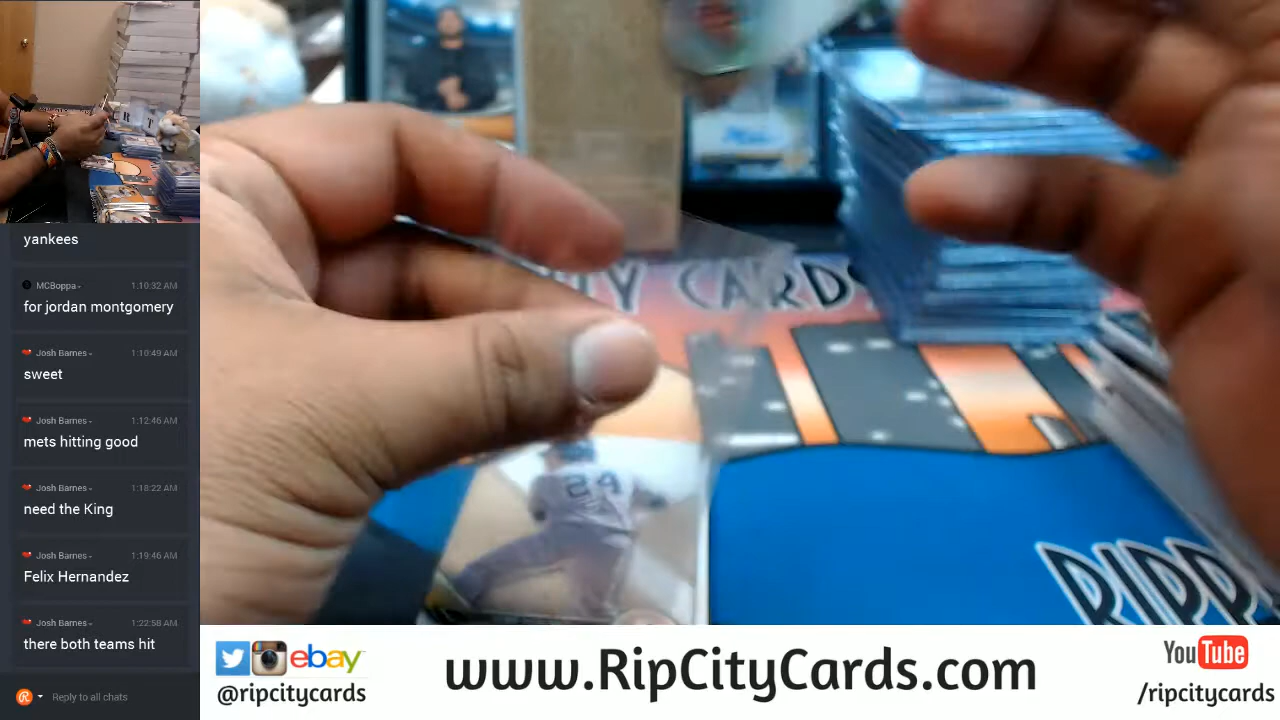 yankees
MCBoppa
1:10:32 AM
for jordan montgomery
Josh Barnes
1:10:49 AM
sweet
Josh Barnes
1:12:46 AM
mets hitting good
Josh Barnes
1:18:22 AM
need the King
Josh Barnes
1:19:46 AM
Felix Hernandez
Josh Barnes
1:22:58 AM
there both teams hit
Reply to all chats
R T
TY CARDS
24
RIPP
ebay
@ripcitycards
www.RipCityCards.com
YouTube
/ripcitycards